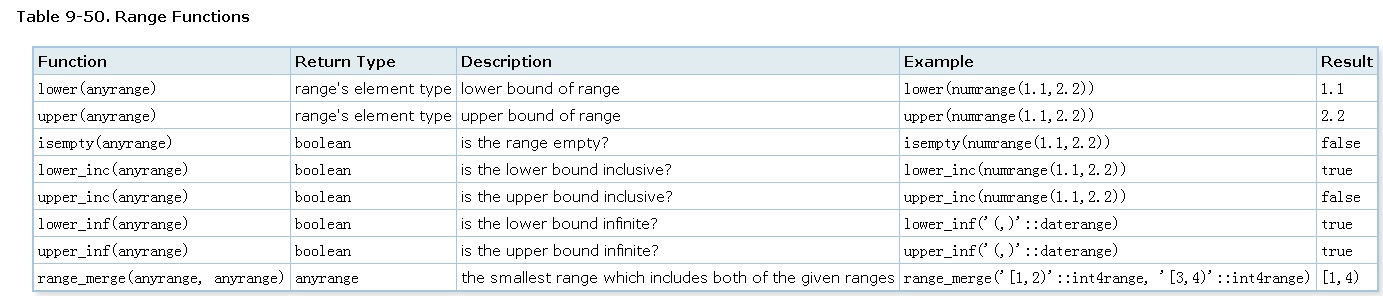 Table 9-50. Range Functions
Function Return Type Description Example Result
lower(anyrange) range's element type lower bound of range lower(numrange(1.1,2.2)) 1.1
upper(anyrange) range's element type upper bound of range upper(numrange(1.1,2.2)) 2.2
isempty(anyrange) boolean is the range empty? isempty(numrange(1.1,2.2)) false
lower_inc(anyrange) boolean is the lower bound inclusive? lower_inc(numrange(1.1,2.2)) true
upper_inc(anyrange) boolean is the upper bound inclusive? upper_inc(numrange(1.1,2.2)) false
lower_inf(anyrange) boolean is the lower bound infinite? lower_inf('(,)'::daterange) true
upper_inf(anyrange) boolean is the upper bound infinite? upper_inf('(,)'::daterange) true
range_merge(anyrange, anyrange) anyrange the smallest range which includes both of the given ranges range_merge('[1,2)'::int4range, '[3,4)'::int4range) [1,4)